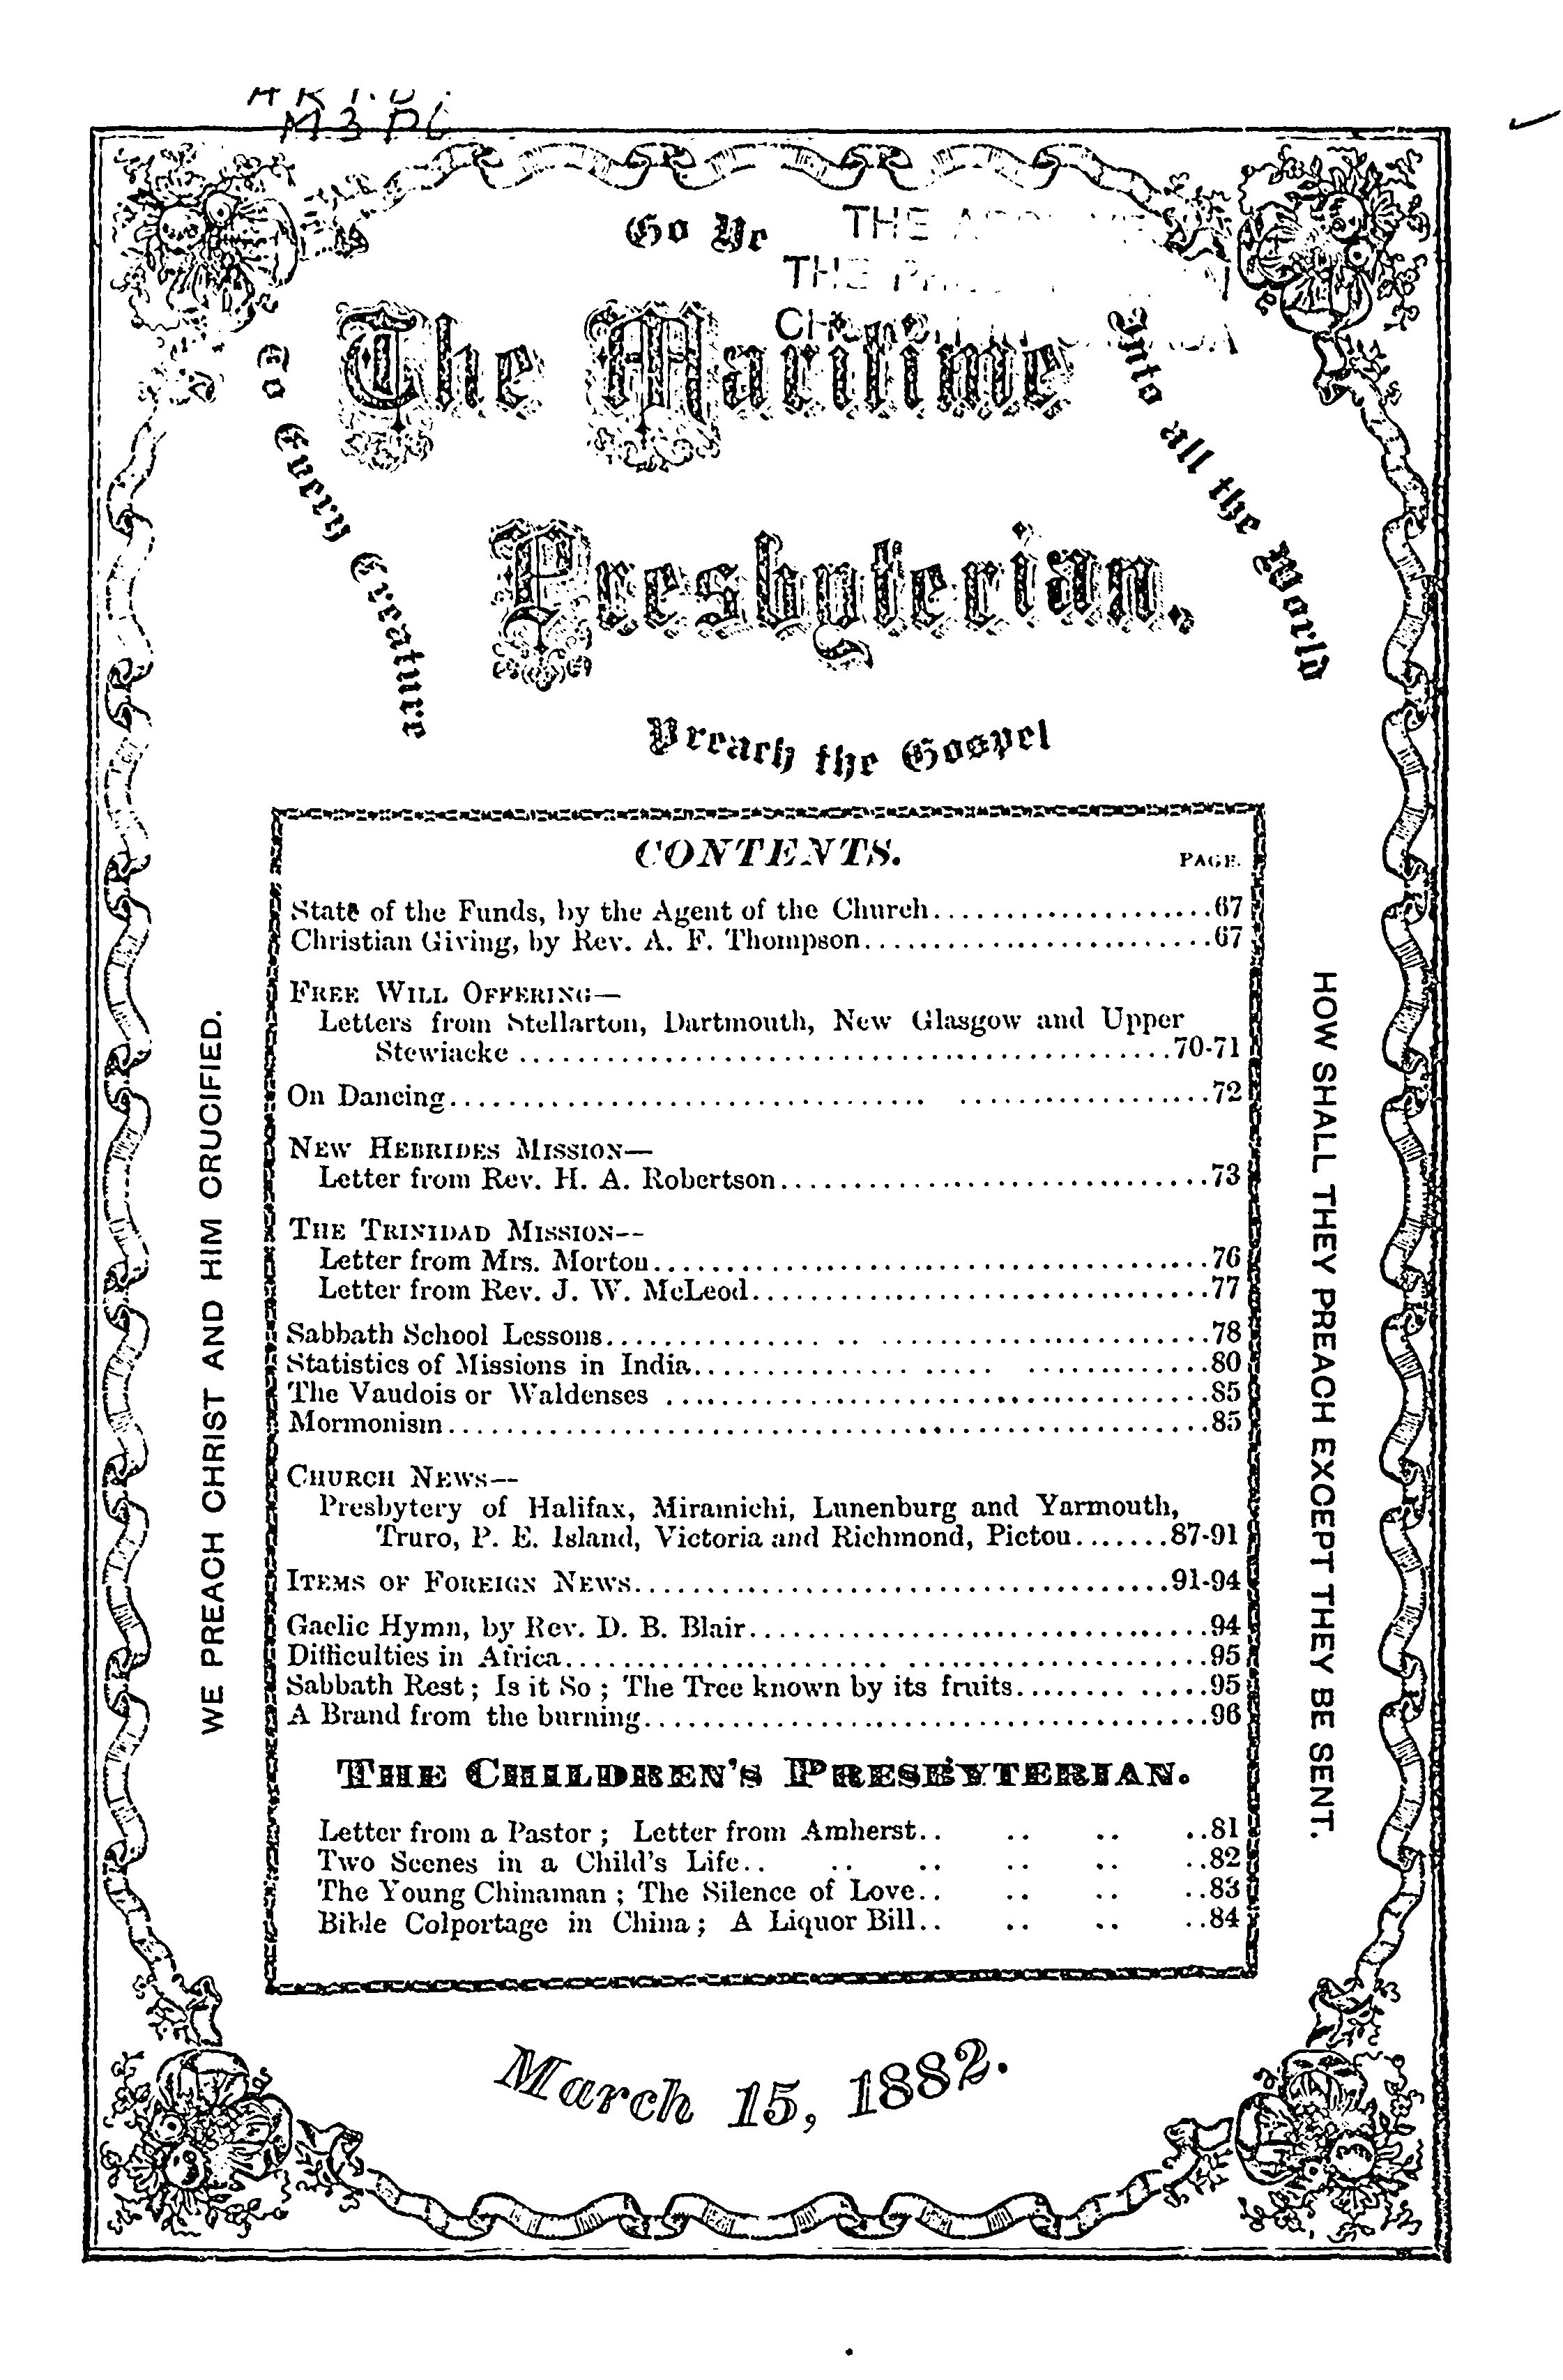 M3 P6
Go Ye
THE
THE
The Maritime
Presbyterian.
Into all the World
Preach the Gospel
To Every Creature
WE PREACH CHRIST AND HIM CRUCIFIED.
HOW SHALL THEY PREACH EXCEPT THEY BE SENT.
CONTENTS.
PAGE.
State of the Funds, by the Agent of the Church....................67
Christian Giving, by Rev. A. F. Thompson.........................67
FREE WILL OFFERING—
Letters from Stellarton, Dartmouth, New Glasgow and Upper
Stewiacke ..............................................70-71
On Dancing.................................. ..................72
NEW HEBRIDES MISSION—
Letter from Rev. H. A. Robertson..............................73
THE TRINIDAD MISSION--
Letter from Mrs. Morton.......................................76
Letter from Rev. J. W. McLeod................................77
Sabbath School Lessons............... .. .......................78
Statistics of Missions in India................ ..... .............80
The Vaudois or Waldenses ......................................85
Mormonism.....................................................85
CHURCH NEWS—
Presbytery of Halifax, Miramichi, Lunenburg and Yarmouth,
Truro, P. E. Island, Victoria and Richmond, Pictou.......87-91
ITEMS OF FOREIGN NEWS.....................................91-94
Gaelic Hymn, by Rev. D. B. Blair................................94
Difficulties in Africa....................... .....................95
Sabbath Rest; Is it So; The Tree known by its fruits........ .....95
A Brand from the burning.......................................96
THE CHILDREN'S PRESBYTERIAN.
Letter from a Pastor; Letter from Amherst.. .. .. ..81
Two Scenes in a Child's Life.. .. .. .. .. ..82
The Young Chinaman; The Silence of Love.. .. .. ..83
Bible Colportage in China; A Liquor Bill.. .. .. ..84
March 15, 1882.